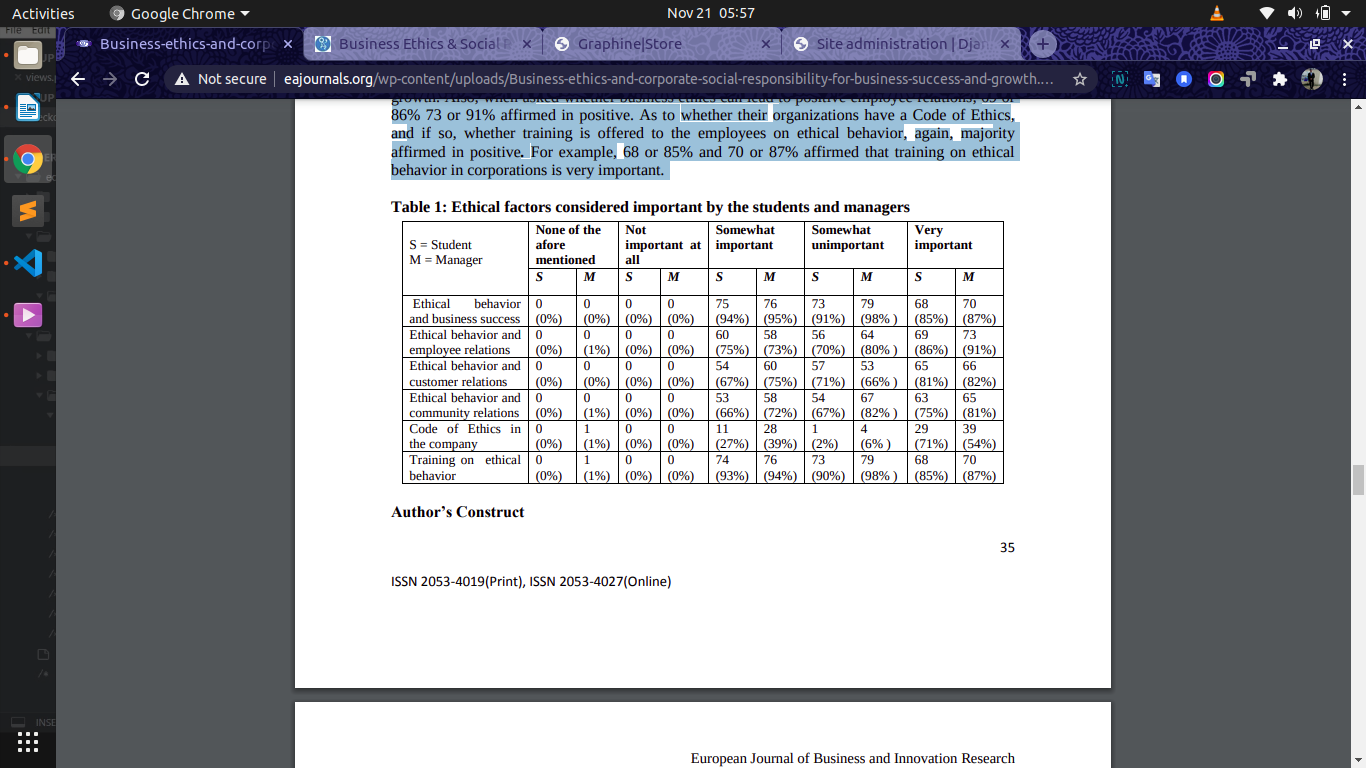 Activities Google Chrome Nov 21 05:57
File Edit
Business-ethics-and-corp Business Ethics & Social R Graphine|Store Site administration | Djan
Not secure eajournals.org/wp-content/uploads/Business-ethics-and-corporate-social-responsibility-for-business-success-and-growth....
growth. Also, when asked whether business ethics can lead to positive employee relations, 69 or
86% 73 or 91% affirmed in positive. As to whether their organizations have a Code of Ethics,
and if so, whether training is offered to the employees on ethical behavior, again, majority
affirmed in positive. For example, 68 or 85% and 70 or 87% affirmed that training on ethical
behavior in corporations is very important.
Table 1: Ethical factors considered important by the students and managers
S = Student
M = Manager
None of the afore mentioned Not important at all Somewhat important Somewhat unimportant Very important
S M S M S M S M S M
Ethical behavior 0 0 0 0 75 76 73 79 68 70
and business success (0%) (0%) (0%) (0%) (94%) (95%) (91%) (98% ) (85%) (87%)
Ethical behavior and 0 0 0 0 60 58 56 64 69 73
employee relations (0%) (1%) (0%) (0%) (75%) (73%) (70%) (80% ) (86%) (91%)
Ethical behavior and 0 0 0 0 54 60 57 53 65 66
customer relations (0%) (0%) (0%) (0%) (67%) (75%) (71%) (66% ) (81%) (82%)
Ethical behavior and 0 0 0 0 53 58 54 67 63 65
community relations (0%) (1%) (0%) (0%) (66%) (72%) (67%) (82% ) (75%) (81%)
Code of Ethics in 0 1 0 0 11 28 1 4 29 39
the company (0%) (1%) (0%) (0%) (27%) (39%) (2%) (6% ) (71%) (54%)
Training on ethical 0 1 0 0 74 76 73 79 68 70
behavior (0%) (1%) (0%) (0%) (93%) (94%) (90%) (98% ) (85%) (87%)
Author's Construct
35
ISSN 2053-4019(Print), ISSN 2053-4027(Online)
INSE
European Journal of Business and Innovation Research